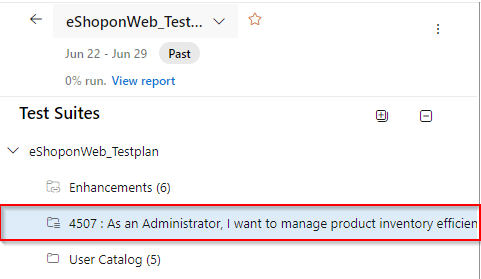 eShoponWeb_Test...
Jun 22 - Jun 29 Past
0% run. View report
Test Suites
eShoponWeb_Testplan
Enhancements (6)
4507 : As an Administrator, I want to manage product inventory efficien
User Catalog (5)